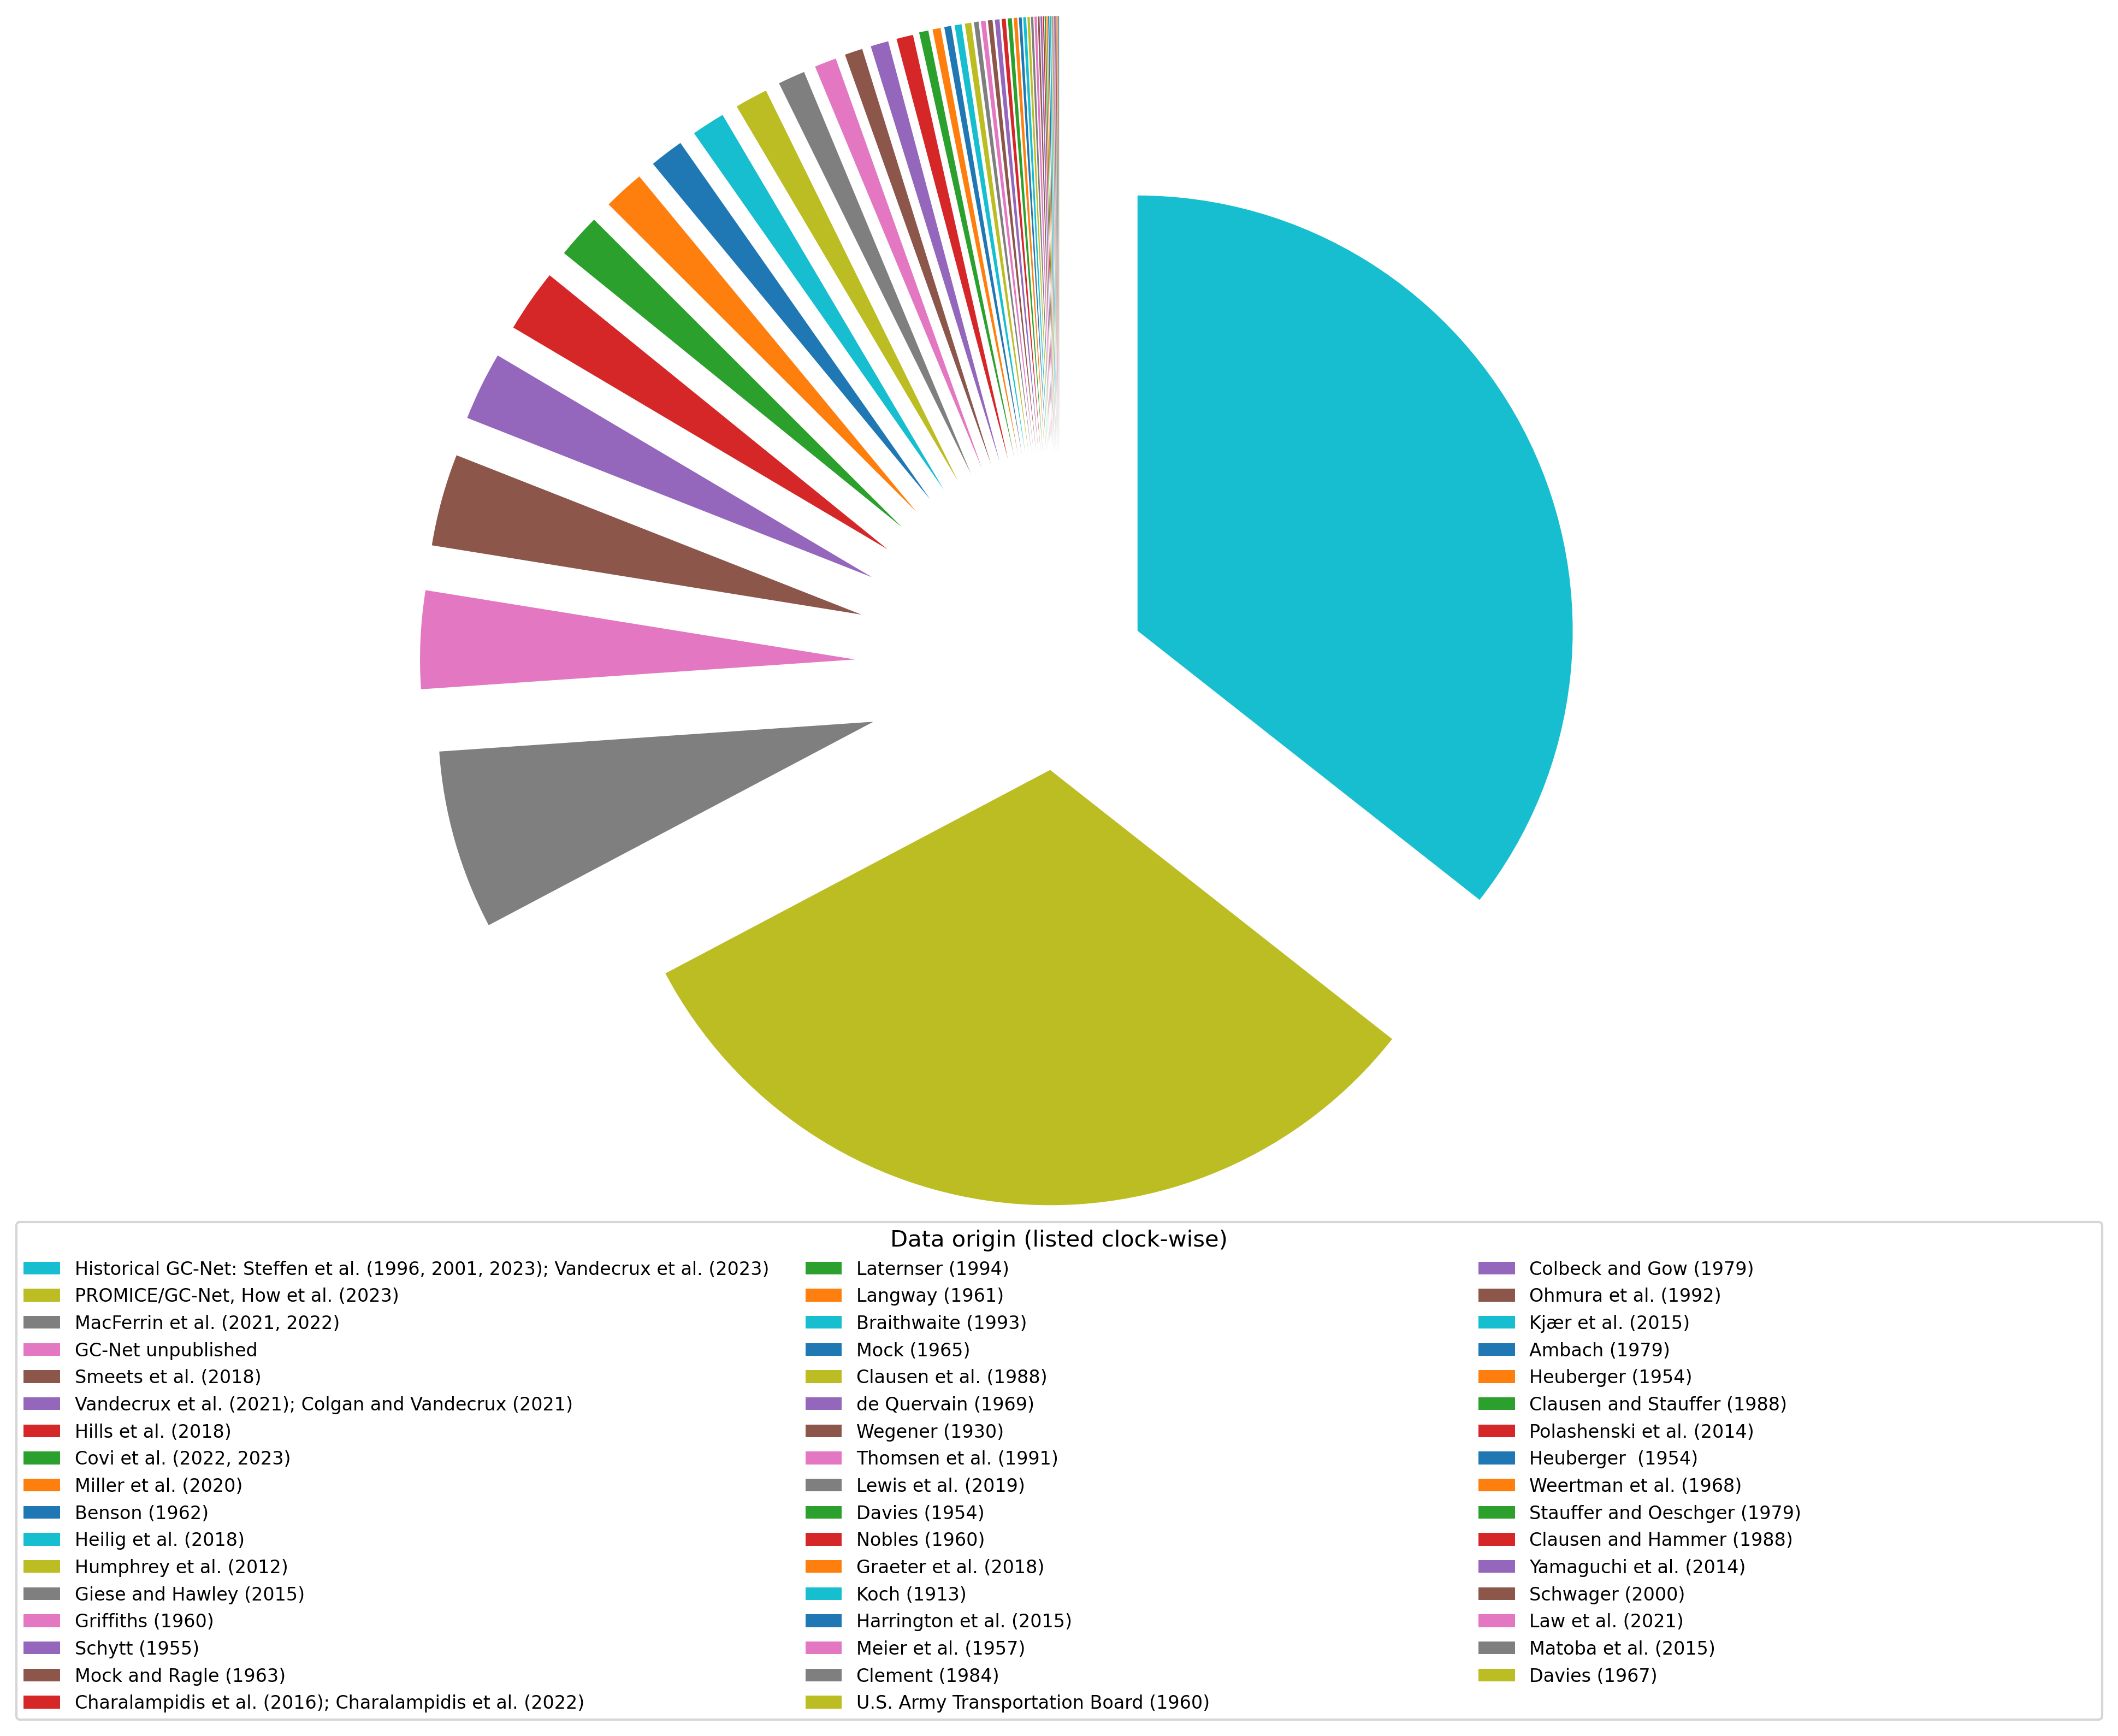 Data origin (listed clock-wise)
Historical GC-Net: Steffen et al. (1996, 2001, 2023); Vandecrux et al. (2023)
PROMICE/GC-Net, How et al. (2023)
MacFerrin et al. (2021, 2022)
GC-Net unpublished
Smeets et al. (2018)
Vandecrux et al. (2021); Colgan and Vandecrux (2021)
Hills et al. (2018)
Covi et al. (2022, 2023)
Miller et al. (2020)
Benson (1962)
Heilig et al. (2018)
Humphrey et al. (2012)
Giese and Hawley (2015)
Griffiths (1960)
Schytt (1955)
Mock and Ragle (1963)
Charalampidis et al. (2016); Charalampidis et al. (2022)
Laternser (1994)
Langway (1961)
Braithwaite (1993)
Mock (1965)
Clausen et al. (1988)
de Quervain (1969)
Wegener (1930)
Thomsen et al. (1991)
Lewis et al. (2019)
Davies (1954)
Nobles (1960)
Graeter et al. (2018)
Koch (1913)
Harrington et al. (2015)
Meier et al. (1957)
Clement (1984)
U.S. Army Transportation Board (1960)
Colbeck and Gow (1979)
Ohmura et al. (1992)
Kjær et al. (2015)
Ambach (1979)
Heuberger (1954)
Clausen and Stauffer (1988)
Polashenski et al. (2014)
Heuberger  (1954)
Weertman et al. (1968)
Stauffer and Oeschger (1979)
Clausen and Hammer (1988)
Yamaguchi et al. (2014)
Schwager (2000)
Law et al. (2021)
Matoba et al. (2015)
Davies (1967)